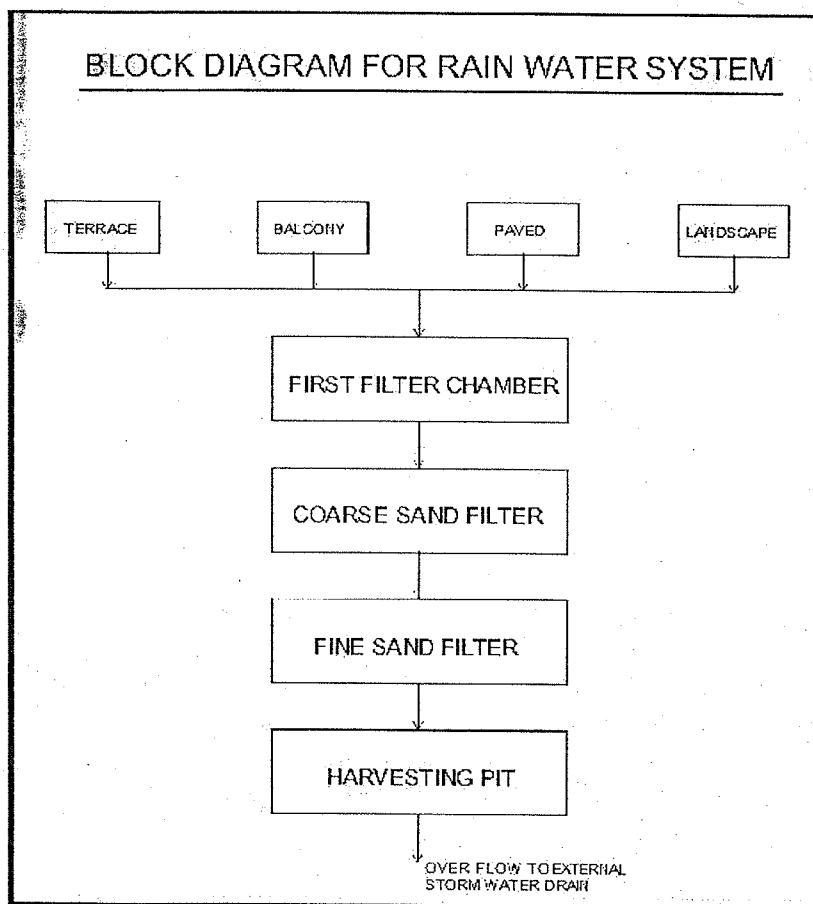 BLOCK DIAGRAM FOR RAIN WATER SYSTEM
TERRACE
BALCONY
PAVED
LANDSCAPE
FIRST FILTER CHAMBER
COARSE SAND FILTER
FINE SAND FILTER
HARVESTING PIT
OVER FLOW TO EXTERNAL
STORM WATER DRAIN